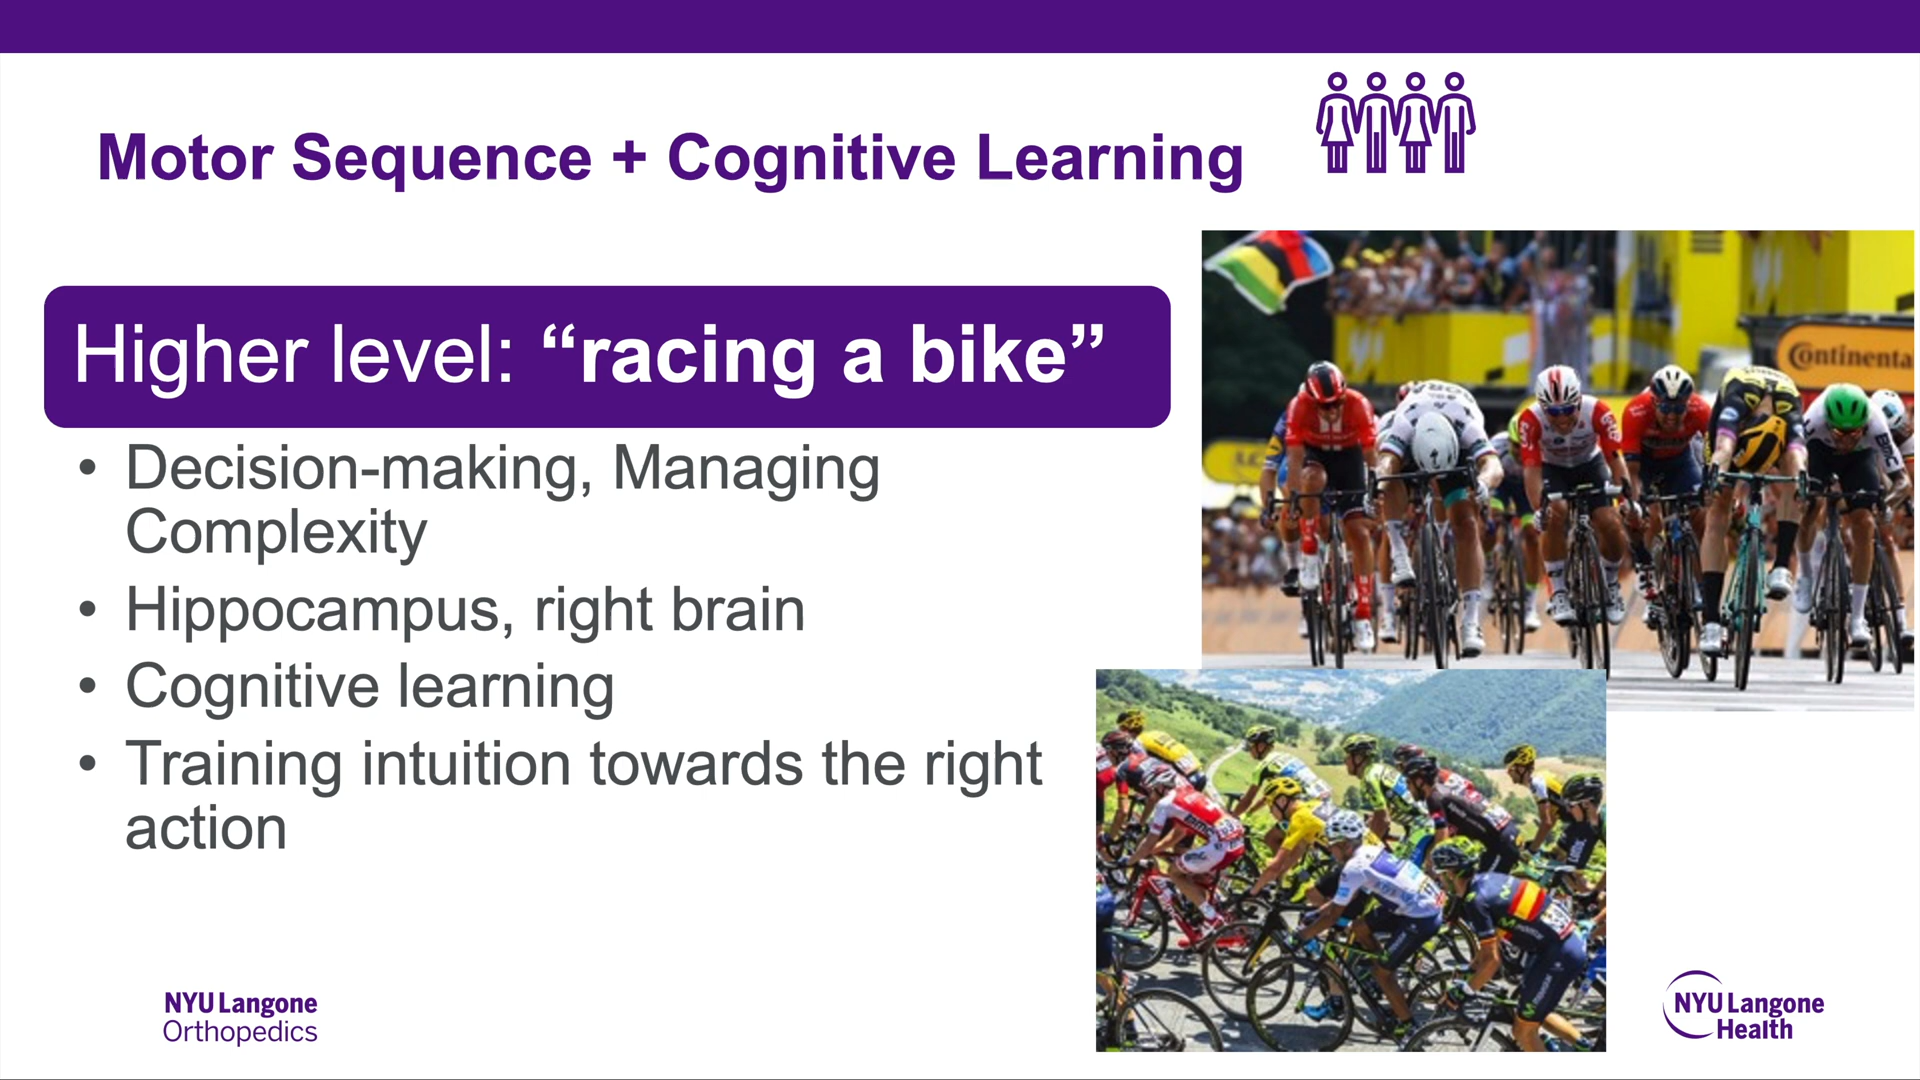 Motor Sequence + Cognitive Learning
Higher level: “racing a bike”
• Decision-making, Managing
Complexity
• Hippocampus, right brain
• Cognitive learning
• Training intuition towards the right
action
Continenta
NYU Langone
Orthopedics
NYU Langone
Health